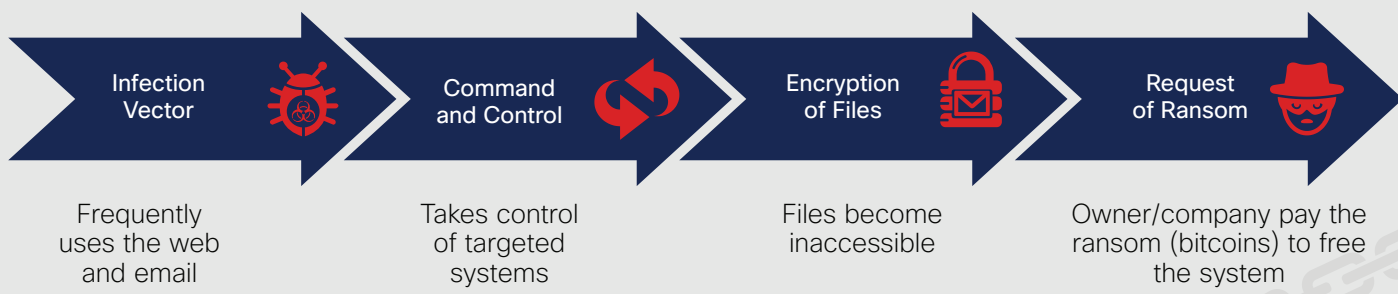 Infection
Vector
Command
and Control
Encryption
of Files
Request
of Ransom
Frequently
uses the web
and email
Takes control
of targeted
systems
Files become
inaccessible
Owner/company pay the
ransom (bitcoins) to free
the system